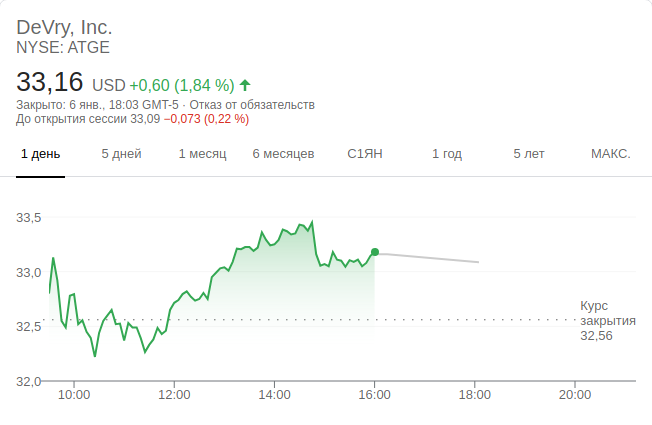 DeVry, Inc.
NYSE: ATGE
33,16 USD +0,60 (1,84 %)
Закрыто: 6 янв., 18:03 GMT-5 · Отказ от обязательств
До открытия сессии 33,09 −0,073 (0,22 %)
1 день 5 дней 1 месяц 6 месяцев С1ЯН 1 год 5 лет МАКС.
33,5
33,0
32,5
32,0
Курс
закрытия
32,56
10:00 12:00 14:00 16:00 18:00 20:00